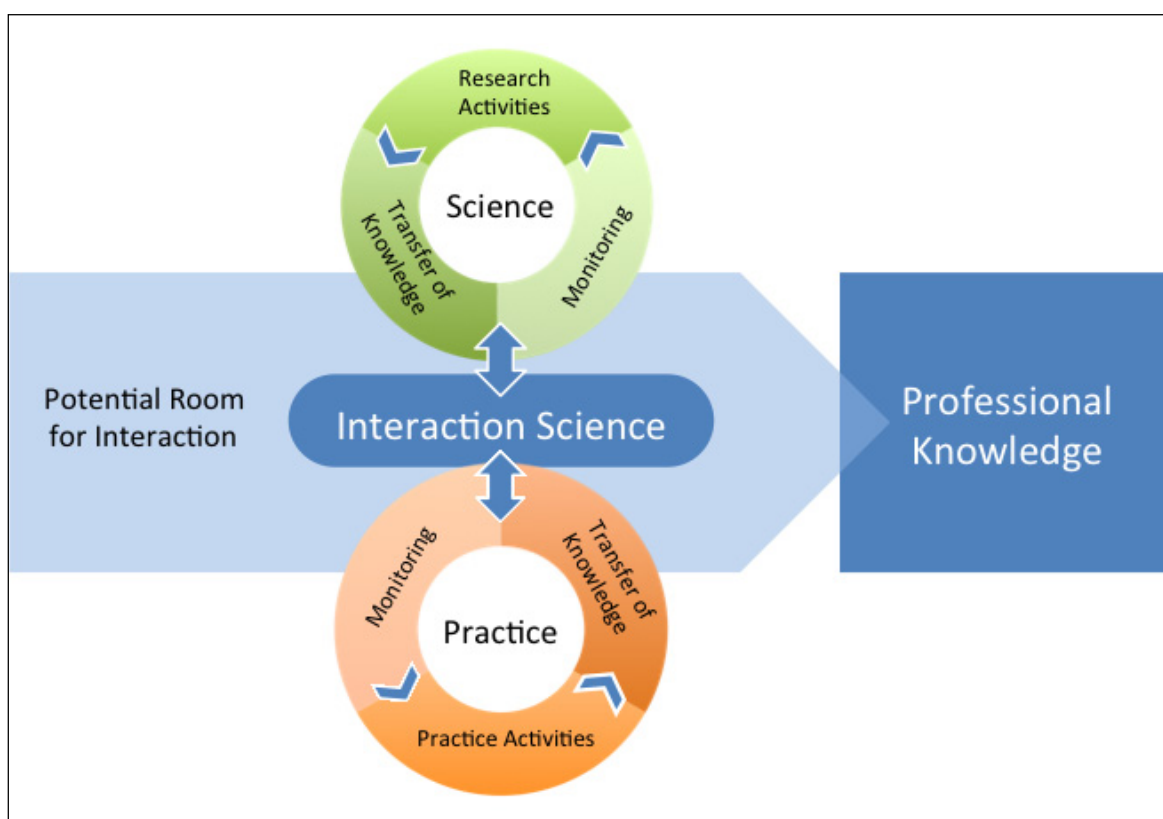 Research
Activities
Science
Transfer of
Knowledge
Monitoring
Potential Room
for Interaction
Interaction Science
Professional
Knowledge
Monitoring
Transfer of
Knowledge
Practice
Practice Activities